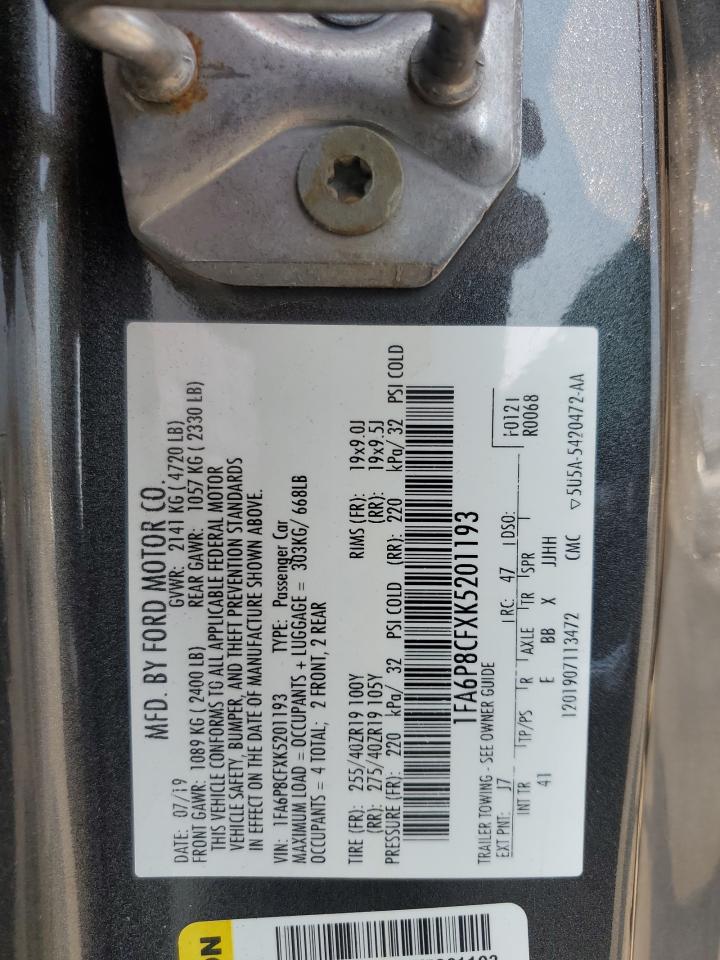 MFD. BY FORD MOTOR CO.
DATE: 07/19 GVWR: 2141 KG ( 4720 LB)
FRONT GAWR: 1089 KG ( 2400 LB) REAR GAWR: 1057 KG ( 2330 LB)
THIS VEHICLE CONFORMS TO ALL APPLICABLE FEDERAL MOTOR
VEHICLE SAFETY, BUMPER, AND THEFT PREVENTION STANDARDS
IN EFFECT ON THE DATE OF MANUFACTURE SHOWN ABOVE.
VIN: 1FA6P8CFXK5201193 TYPE: Passenger Car
MAXIMUM LOAD = OCCUPANTS + LUGGAGE = 303KG/ 668LB
OCCUPANTS = 4 TOTAL; 2 FRONT, 2 REAR
TIRE (FR): 255/40ZR19 100Y RIMS (FR): 19x9.0J
(RR): 275/40ZR19 105Y (RR): 19x9.5J
PRESSURE (FR): 220 kPa/ 32 PSI COLD (RR): 220 kPa/ 32 PSI COLD
1FA6P8CFXK5201193
TRAILER TOWING - SEE OWNER GUIDE
EXT PNT: J7 RC: 47 DSO:
INT TR TP/PS R AXLE TR SPR
41 E BB X JJHH
F0121
R0068
1201907113472 CMC ▽5U5A-5420472-AA